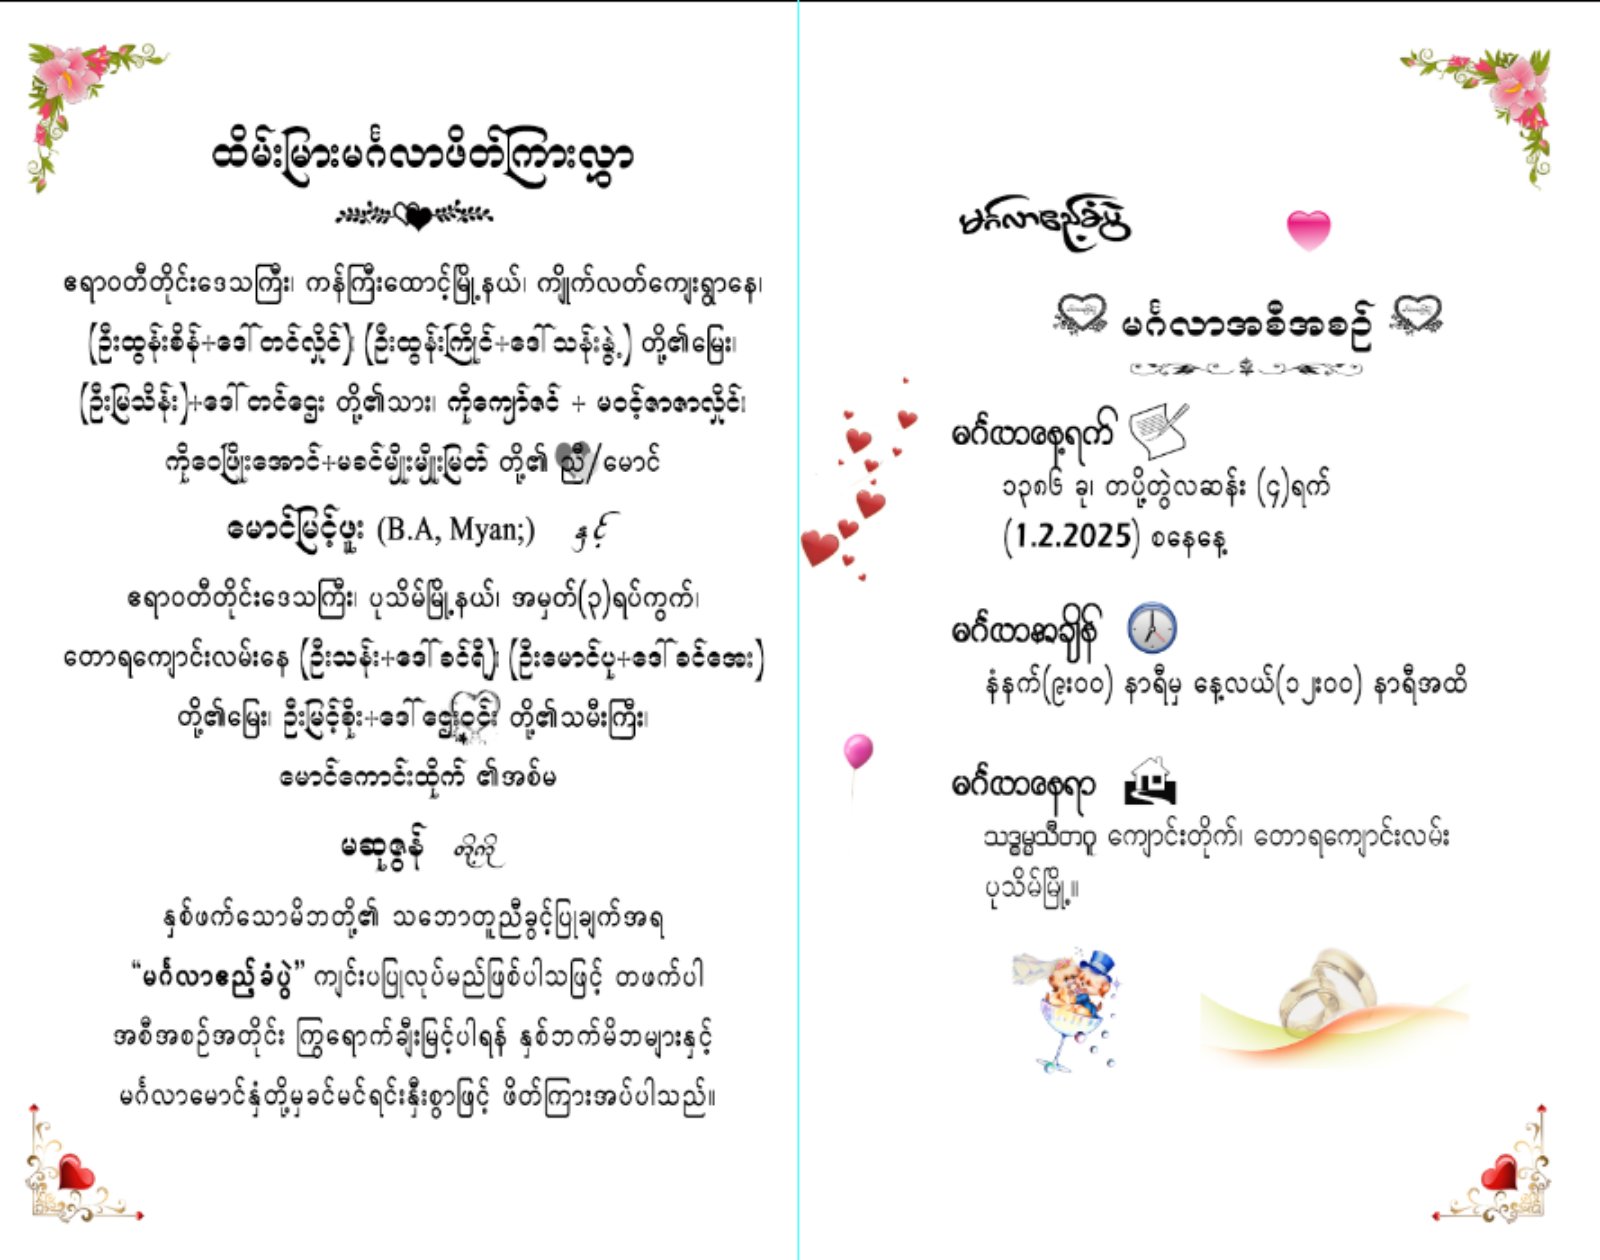 ထိမ်းမြားမင်္ဂလာဖိတ်ကြားလွှာ
ဧရာဝတီတိုင်းဒေသကြီး၊ ကန်ကြီးထောင့်မြို့နယ်၊ ကျိုက်လတ်ကျေးရွာနေ၊
(ဦးထွန်းစိန်+ဒေါ်တင်လှိုင်)၊ (ဦးထွန်းကြိုင်+ဒေါ်သန်းနွဲ့) တို့၏မြေး၊
(ဦးမြသိန်း)+ဒေါ်တင်ဌေး တို့၏သား၊ ကိုကျော်ဇင် + မဝင့်ဇာဇာလှိုင်၊
ကိုဝေဖြိုးအောင်+မခင်မျိုးမျိုးမြတ် တို့၏ ညီ/မောင်
မောင်မြင့်ဖူး (B.A, Myan;) နှင့်
ဧရာဝတီတိုင်းဒေသကြီး၊ ပုသိမ်မြို့နယ်၊ အမှတ်(၃)ရပ်ကွက်၊
တောရကျောင်းလမ်းနေ (ဦးသန်း+ဒေါ်ခင်ရီ)၊ (ဦးမောင်ပု+ဒေါ်ခင်အေး)
တို့၏မြေး၊ ဦးမြင့်စိုး+ဒေါ်ဌေးဝင်း တို့၏သမီးကြီး၊
မောင်ကောင်းထိုက် ၏အစ်မ
မဆုဇွန် တို့ကို
နှစ်ဖက်သောမိဘတို့၏ သဘောတူညီခွင့်ပြုချက်အရ
“မင်္ဂလာဧည့်ခံပွဲ” ကျင်းပပြုလုပ်မည်ဖြစ်ပါသဖြင့် တဖက်ပါ
အစီအစဉ်အတိုင်း ကြွရောက်ချီးမြင့်ပါရန် နှစ်ဘက်မိဘများနှင့်
မင်္ဂလာမောင်နှံတို့မှခင်မင်ရင်းနှီးစွာဖြင့် ဖိတ်ကြားအပ်ပါသည်။
မင်္ဂလာဧည့်ခံပွဲ
မင်္ဂလာအစီအစဉ်
မင်္ဂလာနေ့ရက်
၁၃၈၆ ခု၊ တပို့တွဲလဆန်း (၄)ရက်
(1.2.2025) စနေနေ့
မင်္ဂလာအချိန်
နံနက်(၉း၀၀) နာရီမှ နေ့လယ်(၁၂း၀၀) နာရီအထိ
မင်္ဂလာနေရာ
သဒ္ဓမ္မသီတဂူ ကျောင်းတိုက်၊ တောရကျောင်းလမ်း
ပုသိမ်မြို့။